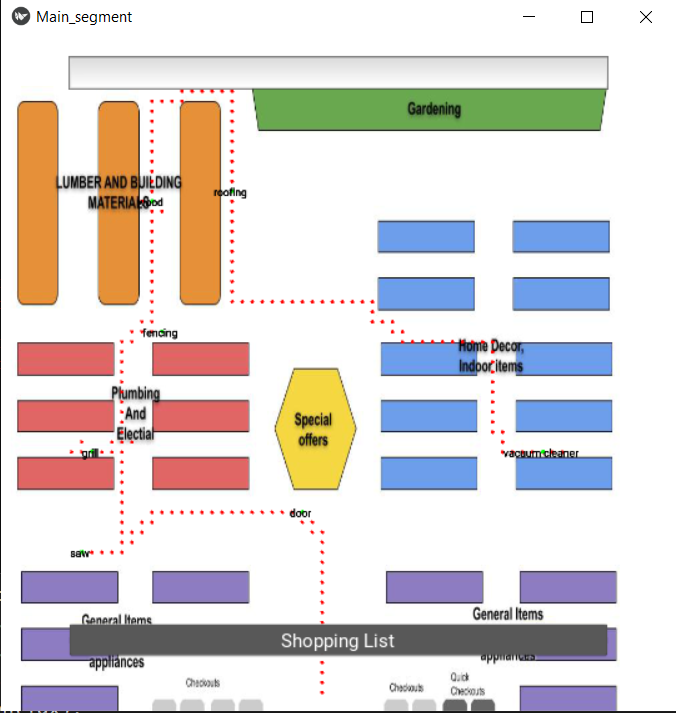 Main_segment
Gardening
LUMBER AND BUILDING
MATERIALS
roofing
fencing
Home Decor,
Indoor items
Plumbing
And
Electial
Special
offers
grill
vacuum cleaner
door
saw
General Items
General Items
Shopping List
appliances
appliances
Checkouts
Checkouts
Quick
Checkouts